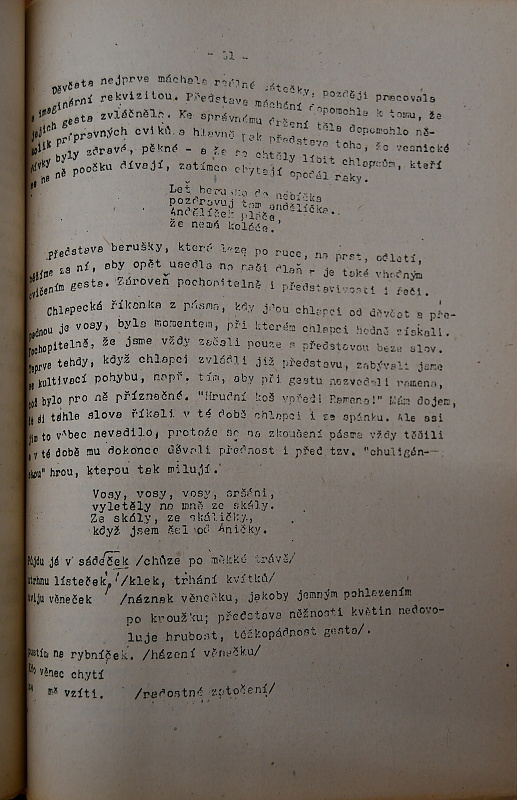 - 31 -
Děvčata nejprve máchala reálné šátečky, později pracovala
s imaginární rekvizitou. Představa máchání dopomohla k tomu, že
jejich gesta zvláčněla. Ke správnému držení těla dopomohlo ně-
kolik průpravných cviků a hlavně pak představa toho, že vesnické
dívky byly zdravé, pěkné - a že se chtěly líbit chlapcům, kteří
se na ně po očku dívají, zatímco chytají opodál raky.
Leť beruško do nebíčka
pozdravuj tam andělíčka.
Andělíček pláče,
že nemá koláče.
Představa berušky, která leze po ruce, na prst, odletí,
běžíme za ní, aby opět usedla na naši dlaň - je také vhodným
cvičením gesta. Zároveň pochopitelně i představivosti i řeči.
Chlapecká říkanka z pásma, kdy jdou chlapci od děvčat a pře-
padnou je vosy, byla momentem, při kterém chlapci hodně získali.
Pochopitelně, že jsme vždy začali pouze s představou beze slov.
Teprve tehdy, když chlapci zvládli již představu, zabývali jsme
se kultivací pohybu, např. tím, aby při gestu nezvedali ramena,
což bylo pro ně příznačné. "Hrudní koš vpřed! Ramena!" Mám dojem,
že si tahle slova říkali v té době chlapci i ze spánku. Ale asi
jim to vůbec nevadilo, protože se na zkoušení pásma vždy těšili
a v té době mu dokonce dávali přednost i před tzv. "chuligán-
skou" hrou, kterou tak milují.
Vosy, vosy, vosy, sršáni,
vyletěly na mně ze skály.
Ze skály, ze skáličky,
když jsem šel od Aničky.
Půjdu já v sádeček /chůze po měkké trávě/
utrhnu lísteček, /klek, trhání kvítků/
uviju věneček /náznak věnečku, jakoby jemným pohlazením
po kroužku; představa něžnosti květin nedovo-
luje hrubost, těžkopádnost gesta/.
pustím na rybníček. /házení věnečku/
Kdo věnec chytí
mě vzíti. /radostné zatočení/